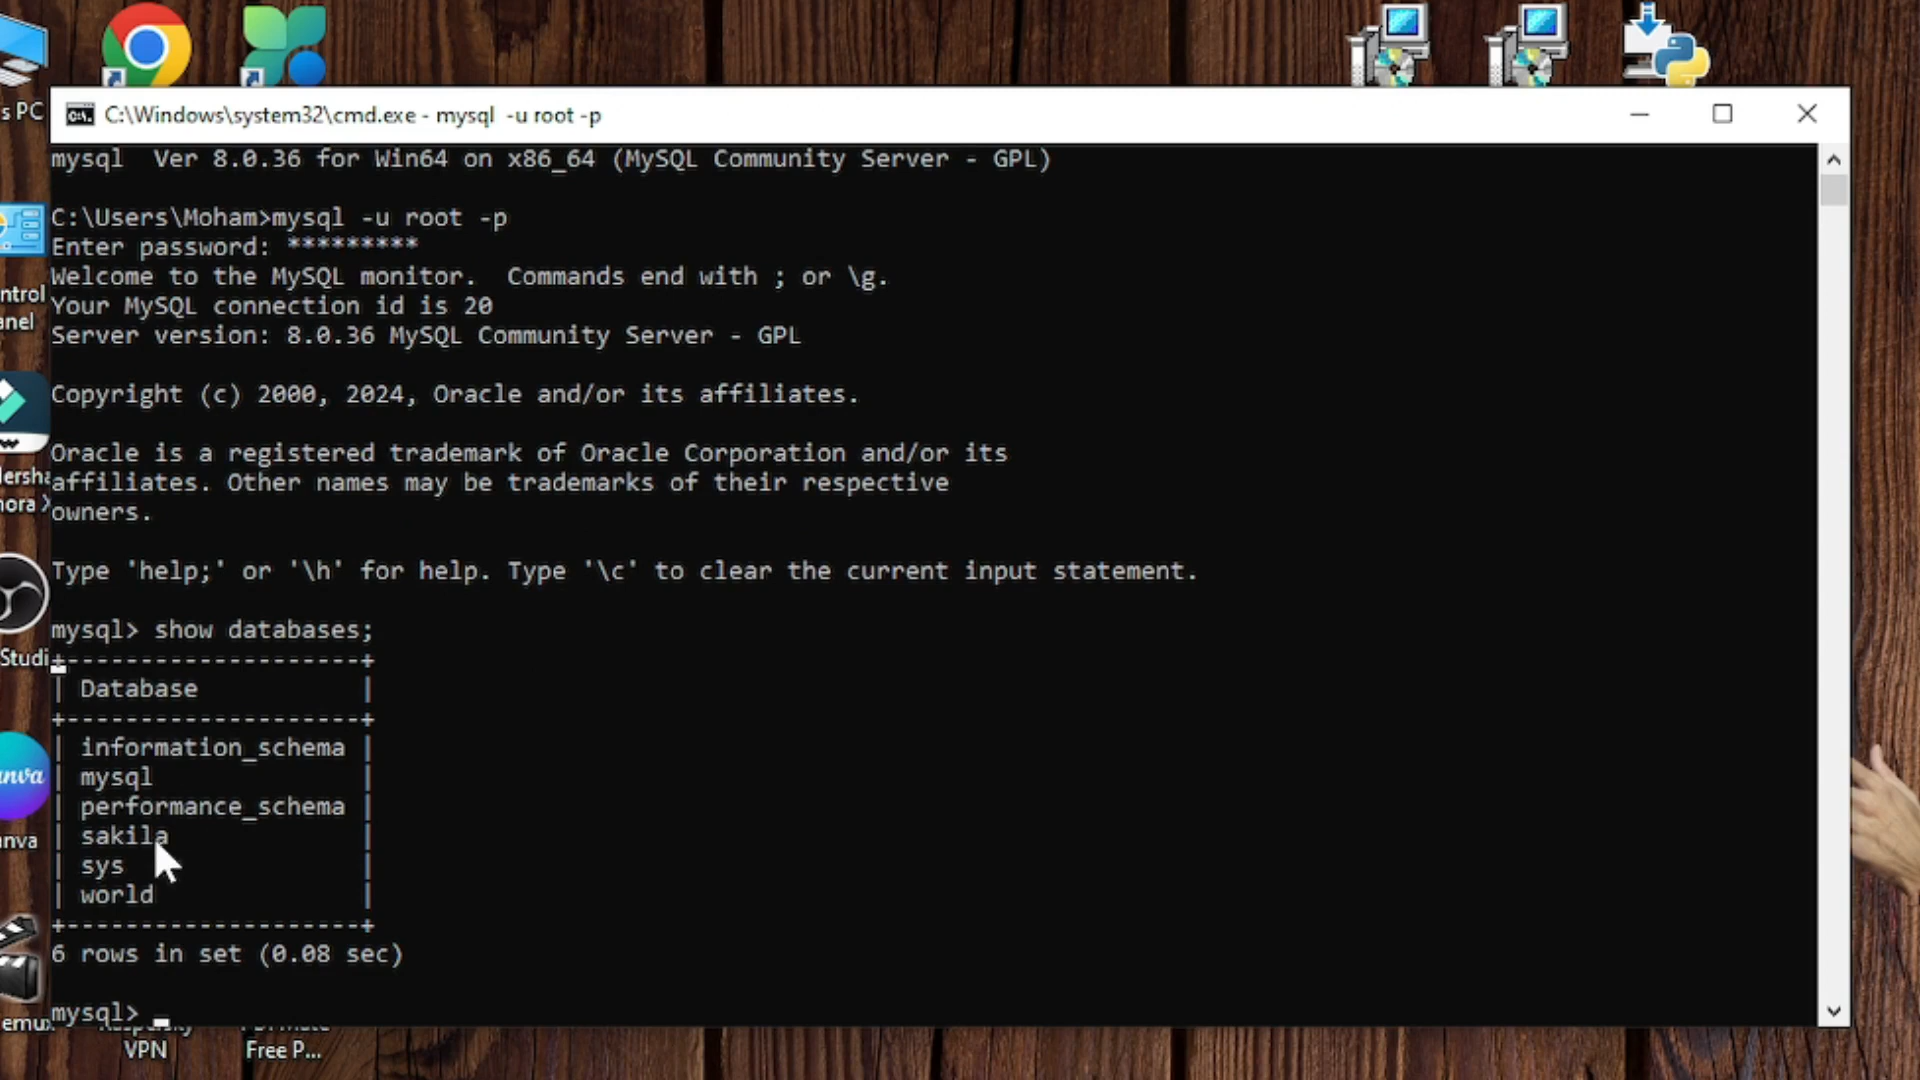 s PC
C:\Windows\system32\cmd.exe - mysql  -u root -p
mysql  Ver 8.0.36 for Win64 on x86_64 (MySQL Community Server - GPL)
C:\Users\Moham>mysql -u root -p
Enter password: *********
Welcome to the MySQL monitor.  Commands end with ; or \g.
Your MySQL connection id is 20
Server version: 8.0.36 MySQL Community Server - GPL
Copyright (c) 2000, 2024, Oracle and/or its affiliates.
Oracle is a registered trademark of Oracle Corporation and/or its
affiliates. Other names may be trademarks of their respective
owners.
Type 'help;' or '\h' for help. Type '\c' to clear the current input statement.
mysql> show databases;
+--------------------+
| Database           |
+--------------------+
| information_schema |
| mysql              |
| performance_schema |
| sakila             |
| sys                |
| world              |
+--------------------+
6 rows in set (0.08 sec)
mysql>
ntrol
anel
Studi
anva
VPN
Free P...